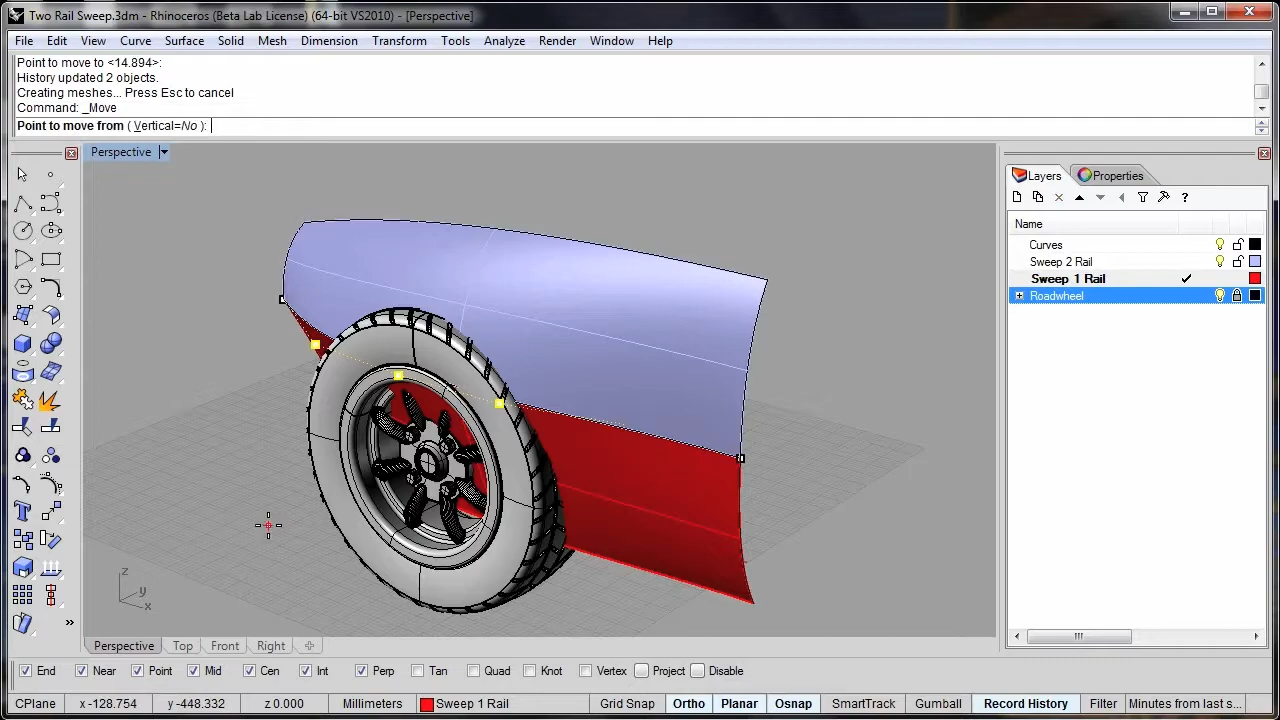 Two Rail Sweep.3dm - Rhinoceros (Beta Lab License) (64-bit VS2010) - [Perspective]
File Edit View Curve Surface Solid Mesh Dimension Transform Tools Analyze Render Window Help
Point to move to <14.894>:
History updated 2 objects.
Creating meshes... Press Esc to cancel
Command: _Move
Point to move from ( Vertical=No ):
Perspective
Layers Properties
Name
Curves
Sweep 2 Rail
Sweep 1 Rail
Roadwheel
z
y
x
Perspective Top Front Right
End Near Point Mid Cen Int Perp Tan Quad Knot Vertex Project Disable
CPlane x -128.754 y -448.332 z 0.000 Millimeters Sweep 1 Rail Grid Snap Ortho Planar Osnap SmartTrack Gumball Record History Filter Minutes from last s...